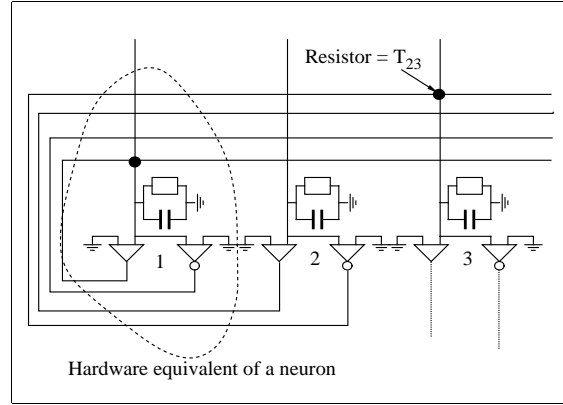 Resistor = T23
1
2
3
Hardware equivalent of a neuron